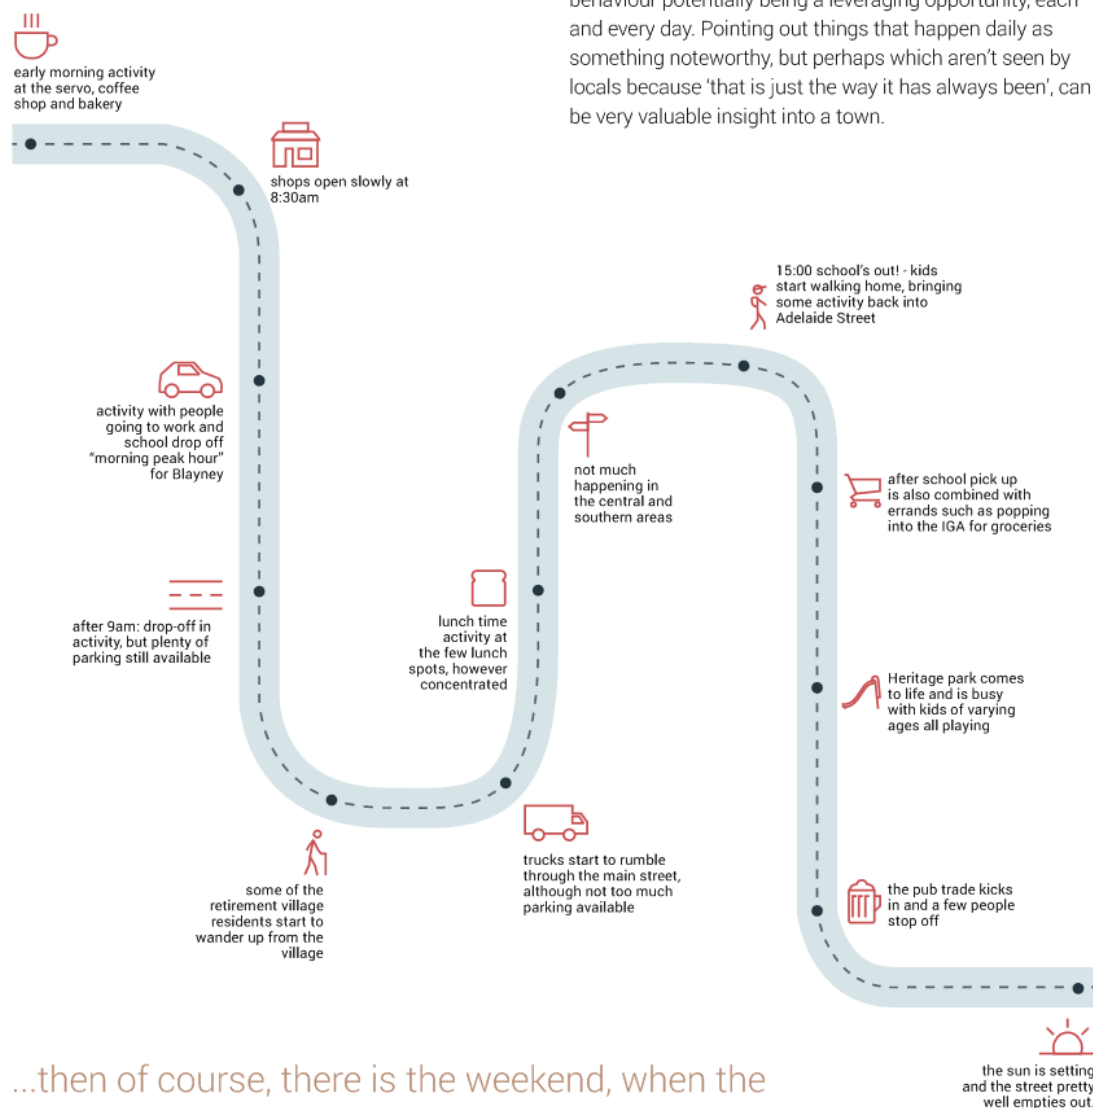 behaviour potentially being a leveraging opportunity, each
and every day. Pointing out things that happen daily as
something noteworthy, but perhaps which aren't seen by
locals because 'that is just the way it has always been', can
be very valuable insight into a town.
early morning activity
at the servo, coffee
shop and bakery
shops open slowly at
8:30am
activity with people
going to work and
school drop off
"morning peak hour"
for Blayney
after 9am: drop-off in
activity, but plenty of
parking still available
some of the
retirement village
residents start to
wander up from the
village
trucks start to rumble
through the main street,
although not too much
parking available
lunch time
activity at
the few lunch
spots, however
concentrated
not much
happening in
the central and
southern areas
15:00 school's out! - kids
start walking home, bringing
some activity back into
Adelaide Street
after school pick up
is also combined with
errands such as popping
into the IGA for groceries
Heritage park comes
to life and is busy
with kids of varying
ages all playing
the pub trade kicks
in and a few people
stop off
the sun is setting
and the street pretty
well empties out.
...then of course, there is the weekend, when the